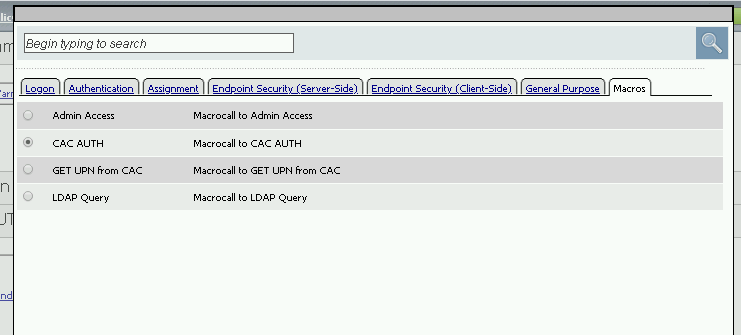 Begin typing to search
Logon Authentication Assignment Endpoint Security (Server-Side) Endpoint Security (Client-Side) General Purpose Macros
Admin Access Macrocall to Admin Access
CAC AUTH Macrocall to CAC AUTH
GET UPN from CAC Macrocall to GET UPN from CAC
LDAP Query Macrocall to LDAP Query